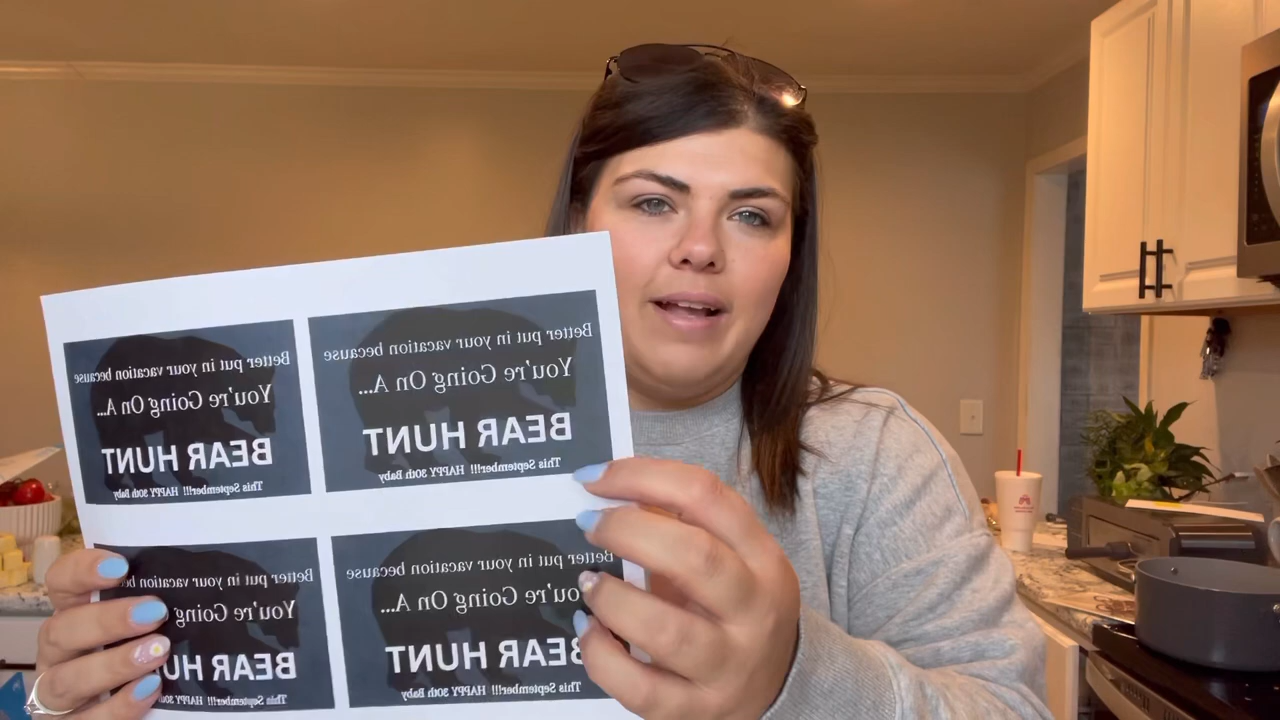 Better put in your vacation because
You're Going On A...
BEAR HUNT
This September!!! HAPPY 30th Baby
Better put in your vacation because
You're Going On A...
BEAR HUNT
This September!!! HAPPY 30th Baby
Better put in your vacation because
You're Going
BEAR HU
This September!!! HAPPY 30th
Better put in your vacation because
You're Going On A...
BEAR HUNT
This September!!! HAPPY 30th Baby